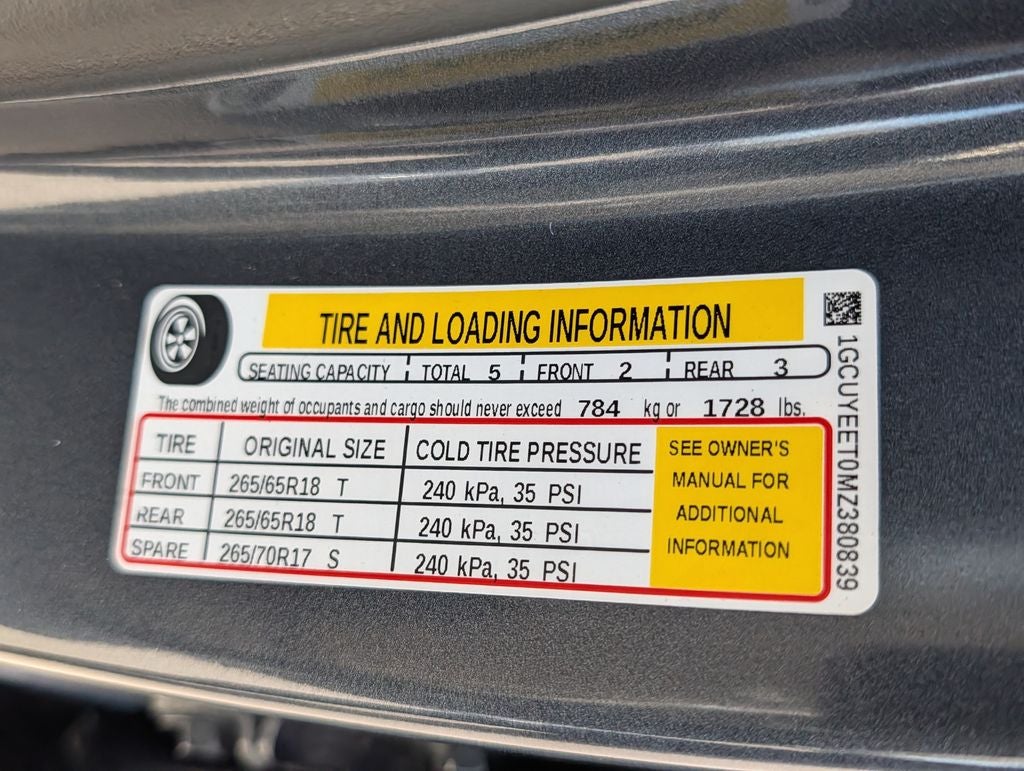 TIRE AND LOADING INFORMATION
SEATING CAPACITY TOTAL 5 FRONT 2 REAR 3
The combined weight of occupants and cargo should never exceed 784 kg or 1728 lbs.
TIRE ORIGINAL SIZE COLD TIRE PRESSURE
FRONT 265/65R18 T 240 kPa, 35 PSI
REAR 265/65R18 T 240 kPa, 35 PSI
SPARE 265/70R17 S 240 kPa, 35 PSI
SEE OWNER'S
MANUAL FOR
ADDITIONAL
INFORMATION
1GCUYEET0MZ380839